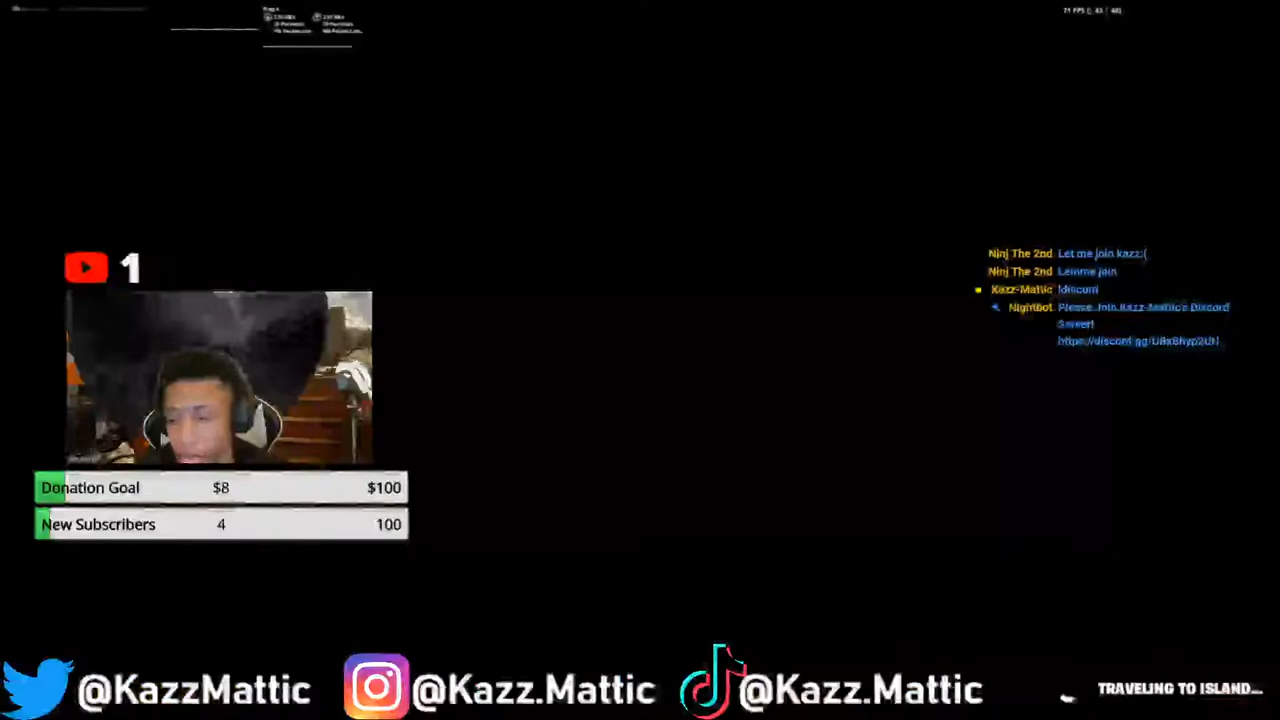 1
Ninj The 2nd Let me join kazz:(
Ninj The 2nd Lemme join
Kazz-Mattic !discord
Nightbot Please Join Kazz-Mattic's Discord
Server!
Donation Goal $8 $100
New Subscribers 4 100
@KazzMattic
@Kazz.Mattic
@Kazz.Mattic
TRAVELING TO ISLAND...